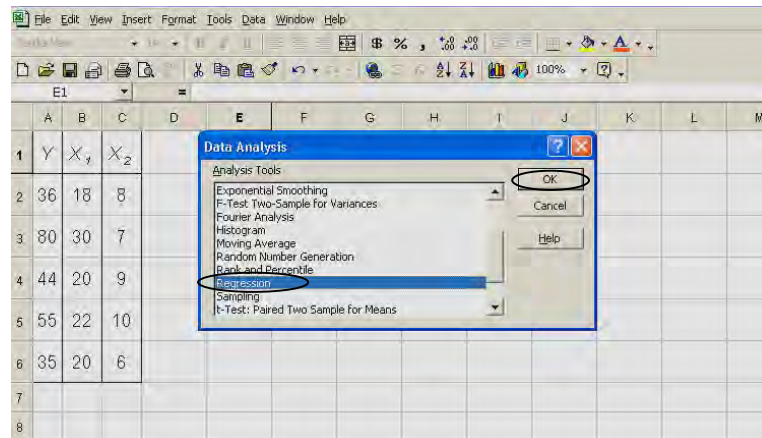 File Edit View Insert Format Tools Data Window Help
$ % , .00 .00 A
100%
E1 =
A B C D E F G H I J K L M
1 Y X1 X2
2 36 18 8
3 80 30 7
4 44 20 9
5 55 22 10
6 35 20 6
7
8
Data Analysis
Analysis Tools
Exponential Smoothing
F-Test Two-Sample for Variances
Fourier Analysis
Histogram
Moving Average
Random Number Generation
Rank and Percentile
Regression
Sampling
t-Test: Paired Two Sample for Means
OK
Cancel
Help